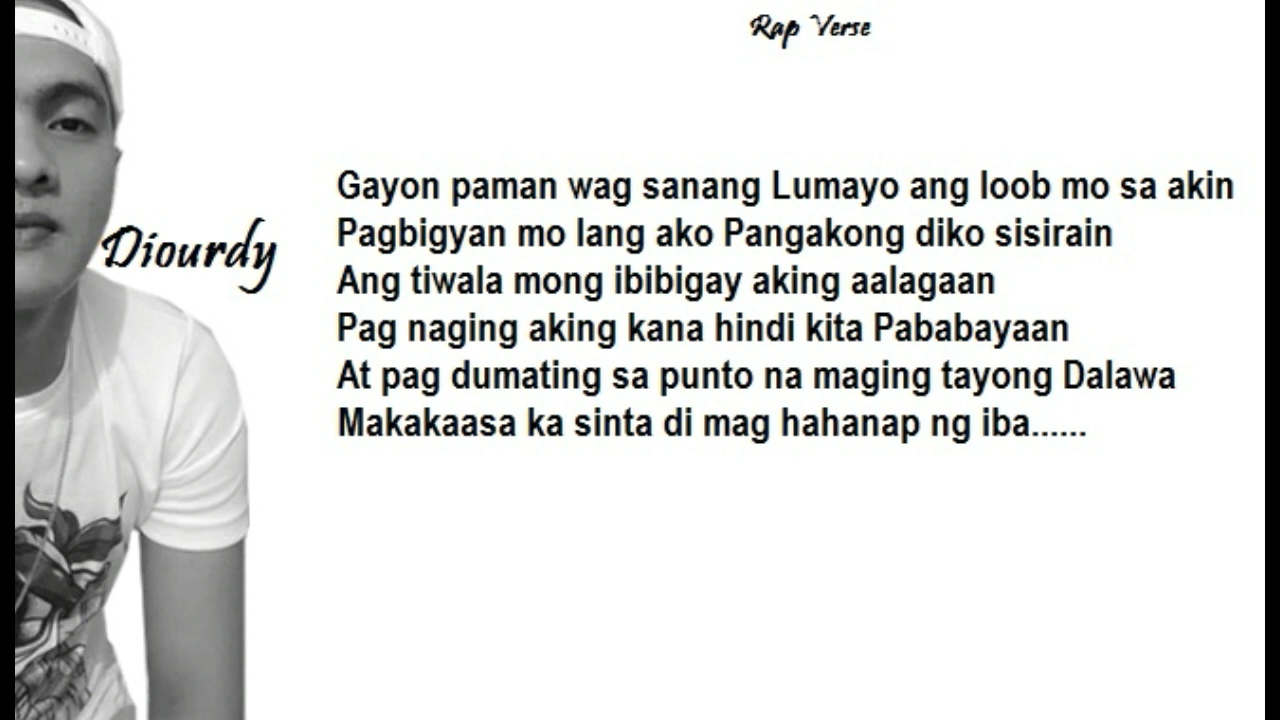 Rap Verse
Diourdy
Gayon paman wag sanang Lumayo ang loob mo sa akin
Pagbigyan mo lang ako Pangakong diko sisirain
Ang tiwala mong ibibigay aking aalagaan
Pag naging aking kana hindi kita Pababayaan
At pag dumating sa punto na maging tayong Dalawa
Makakaasa ka sinta di mag hahanap ng iba......